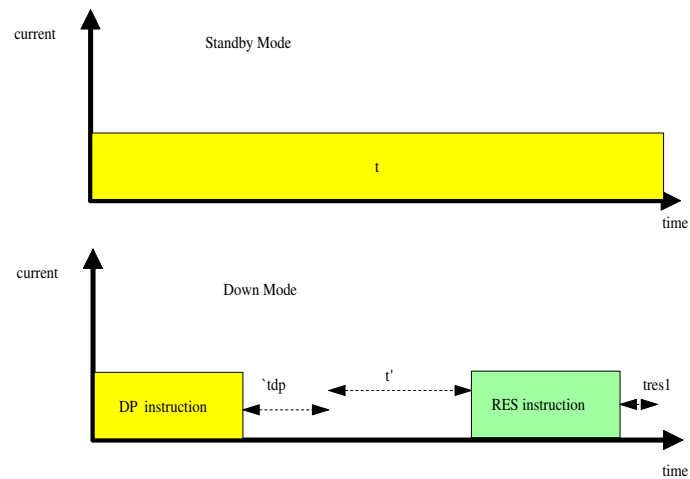 current
Standby Mode
t
time
current
Down Mode
`tdp
t'
tres1
DP instruction
RES instruction
time